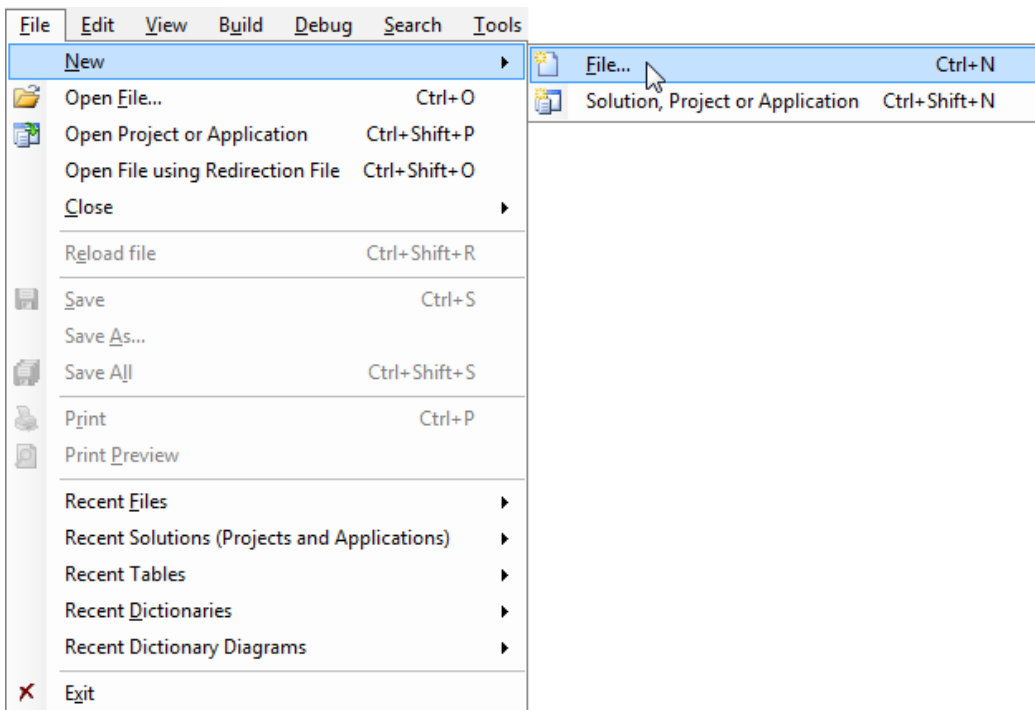 File Edit View Build Debug Search Tools
New
File... Ctrl+N
Open File... Ctrl+O
Solution, Project or Application Ctrl+Shift+N
Open Project or Application Ctrl+Shift+P
Open File using Redirection File Ctrl+Shift+O
Close
Reload file Ctrl+Shift+R
Save Ctrl+S
Save As...
Save All Ctrl+Shift+S
Print Ctrl+P
Print Preview
Recent Files
Recent Solutions (Projects and Applications)
Recent Tables
Recent Dictionaries
Recent Dictionary Diagrams
Exit